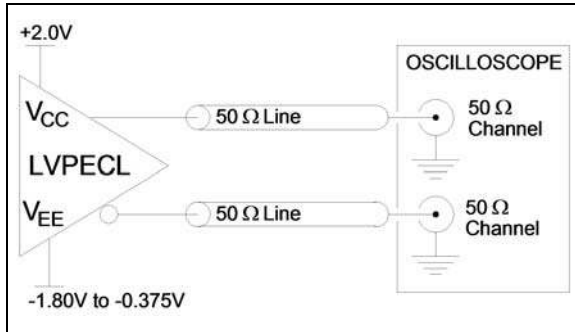 +2.0V
OSCILLOSCOPE
VCC
50 Ω Line
50 Ω
Channel
LVPECL
VEE
50 Ω Line
50 Ω
Channel
-1.80V to -0.375V